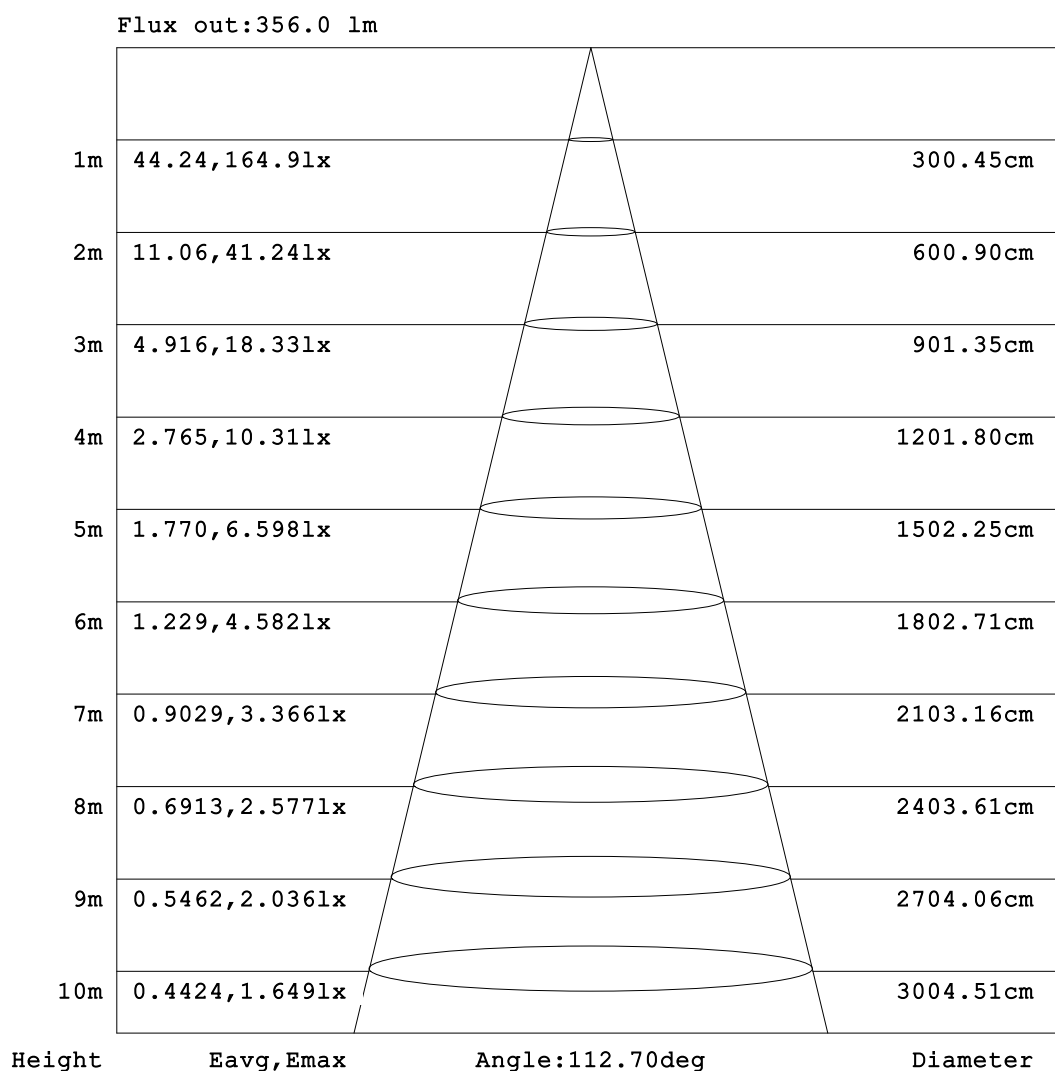 Flux out:356.0 lm
1m 44.24,164.9lx 300.45cm
2m 11.06,41.24lx 600.90cm
3m 4.916,18.33lx 901.35cm
4m 2.765,10.31lx 1201.80cm
5m 1.770,6.598lx 1502.25cm
6m 1.229,4.582lx 1802.71cm
7m 0.9029,3.366lx 2103.16cm
8m 0.6913,2.577lx 2403.61cm
9m 0.5462,2.036lx 2704.06cm
10m 0.4424,1.649lx 3004.51cm
Height Eavg,Emax Angle:112.70deg Diameter